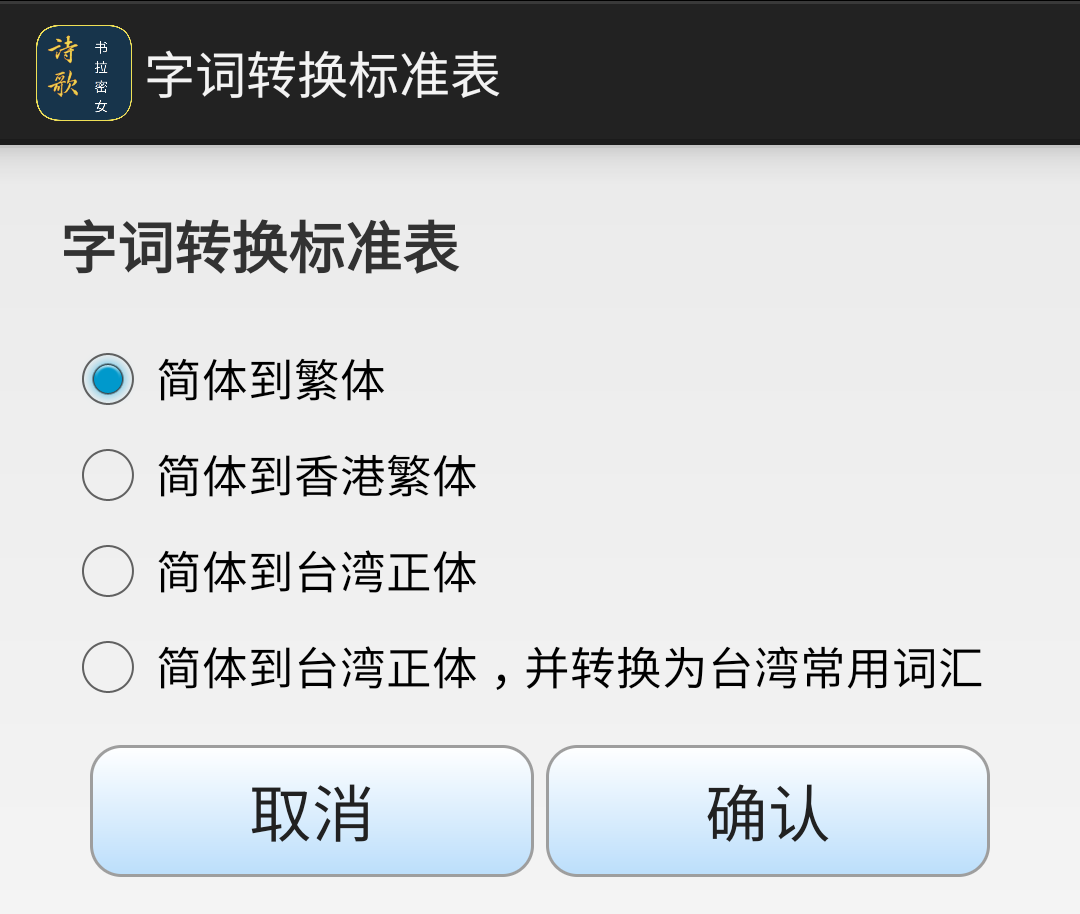 诗歌
书拉密女
字词转换标准表
字词转换标准表
简体到繁体
简体到香港繁体
简体到台湾正体
简体到台湾正体，并转换为台湾常用词汇
取消
确认